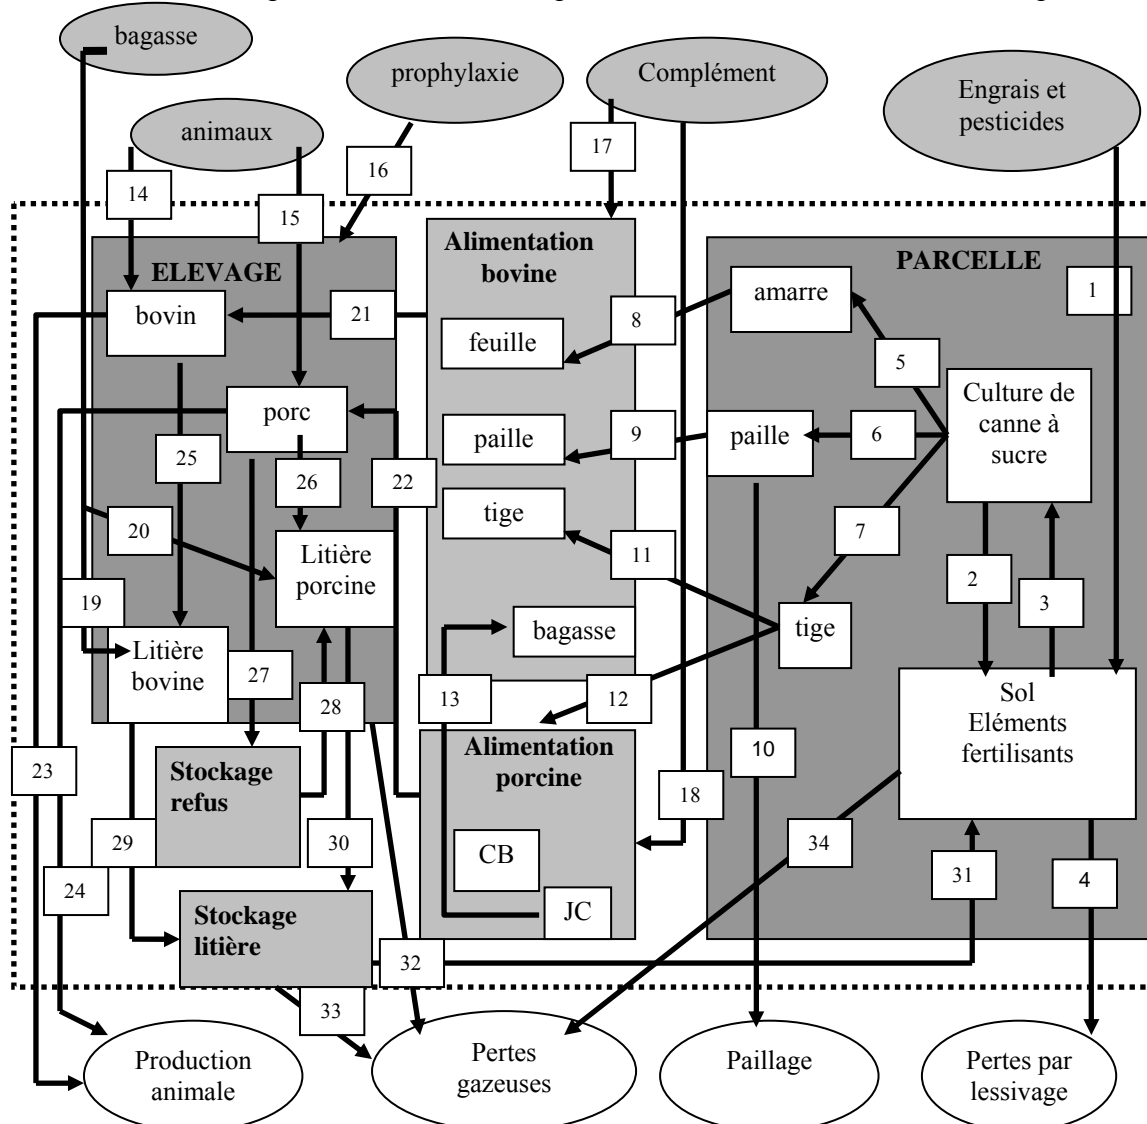 bagasse
prophylaxie
Complément
Engrais et
pesticides
animaux
17
16
14
15
Alimentation
bovine
ELEVAGE
PARCELLE
1
amarre
bovin
21
8
feuille
5
Culture de
canne à
sucre
porc
paille
9
paille
6
25
26
22
tige
20
7
11
Litière
porcine
2
3
19
bagasse
tige
Litière
bovine
27
28
13
12
Sol
Eléments
fertilisants
Stockage
refus
Alimentation
porcine
10
23
18
29
30
CB
34
31
4
24
JC
Stockage
litière
32
33
Production
animale
Pertes
gazeuses
Paillage
Pertes par
lessivage